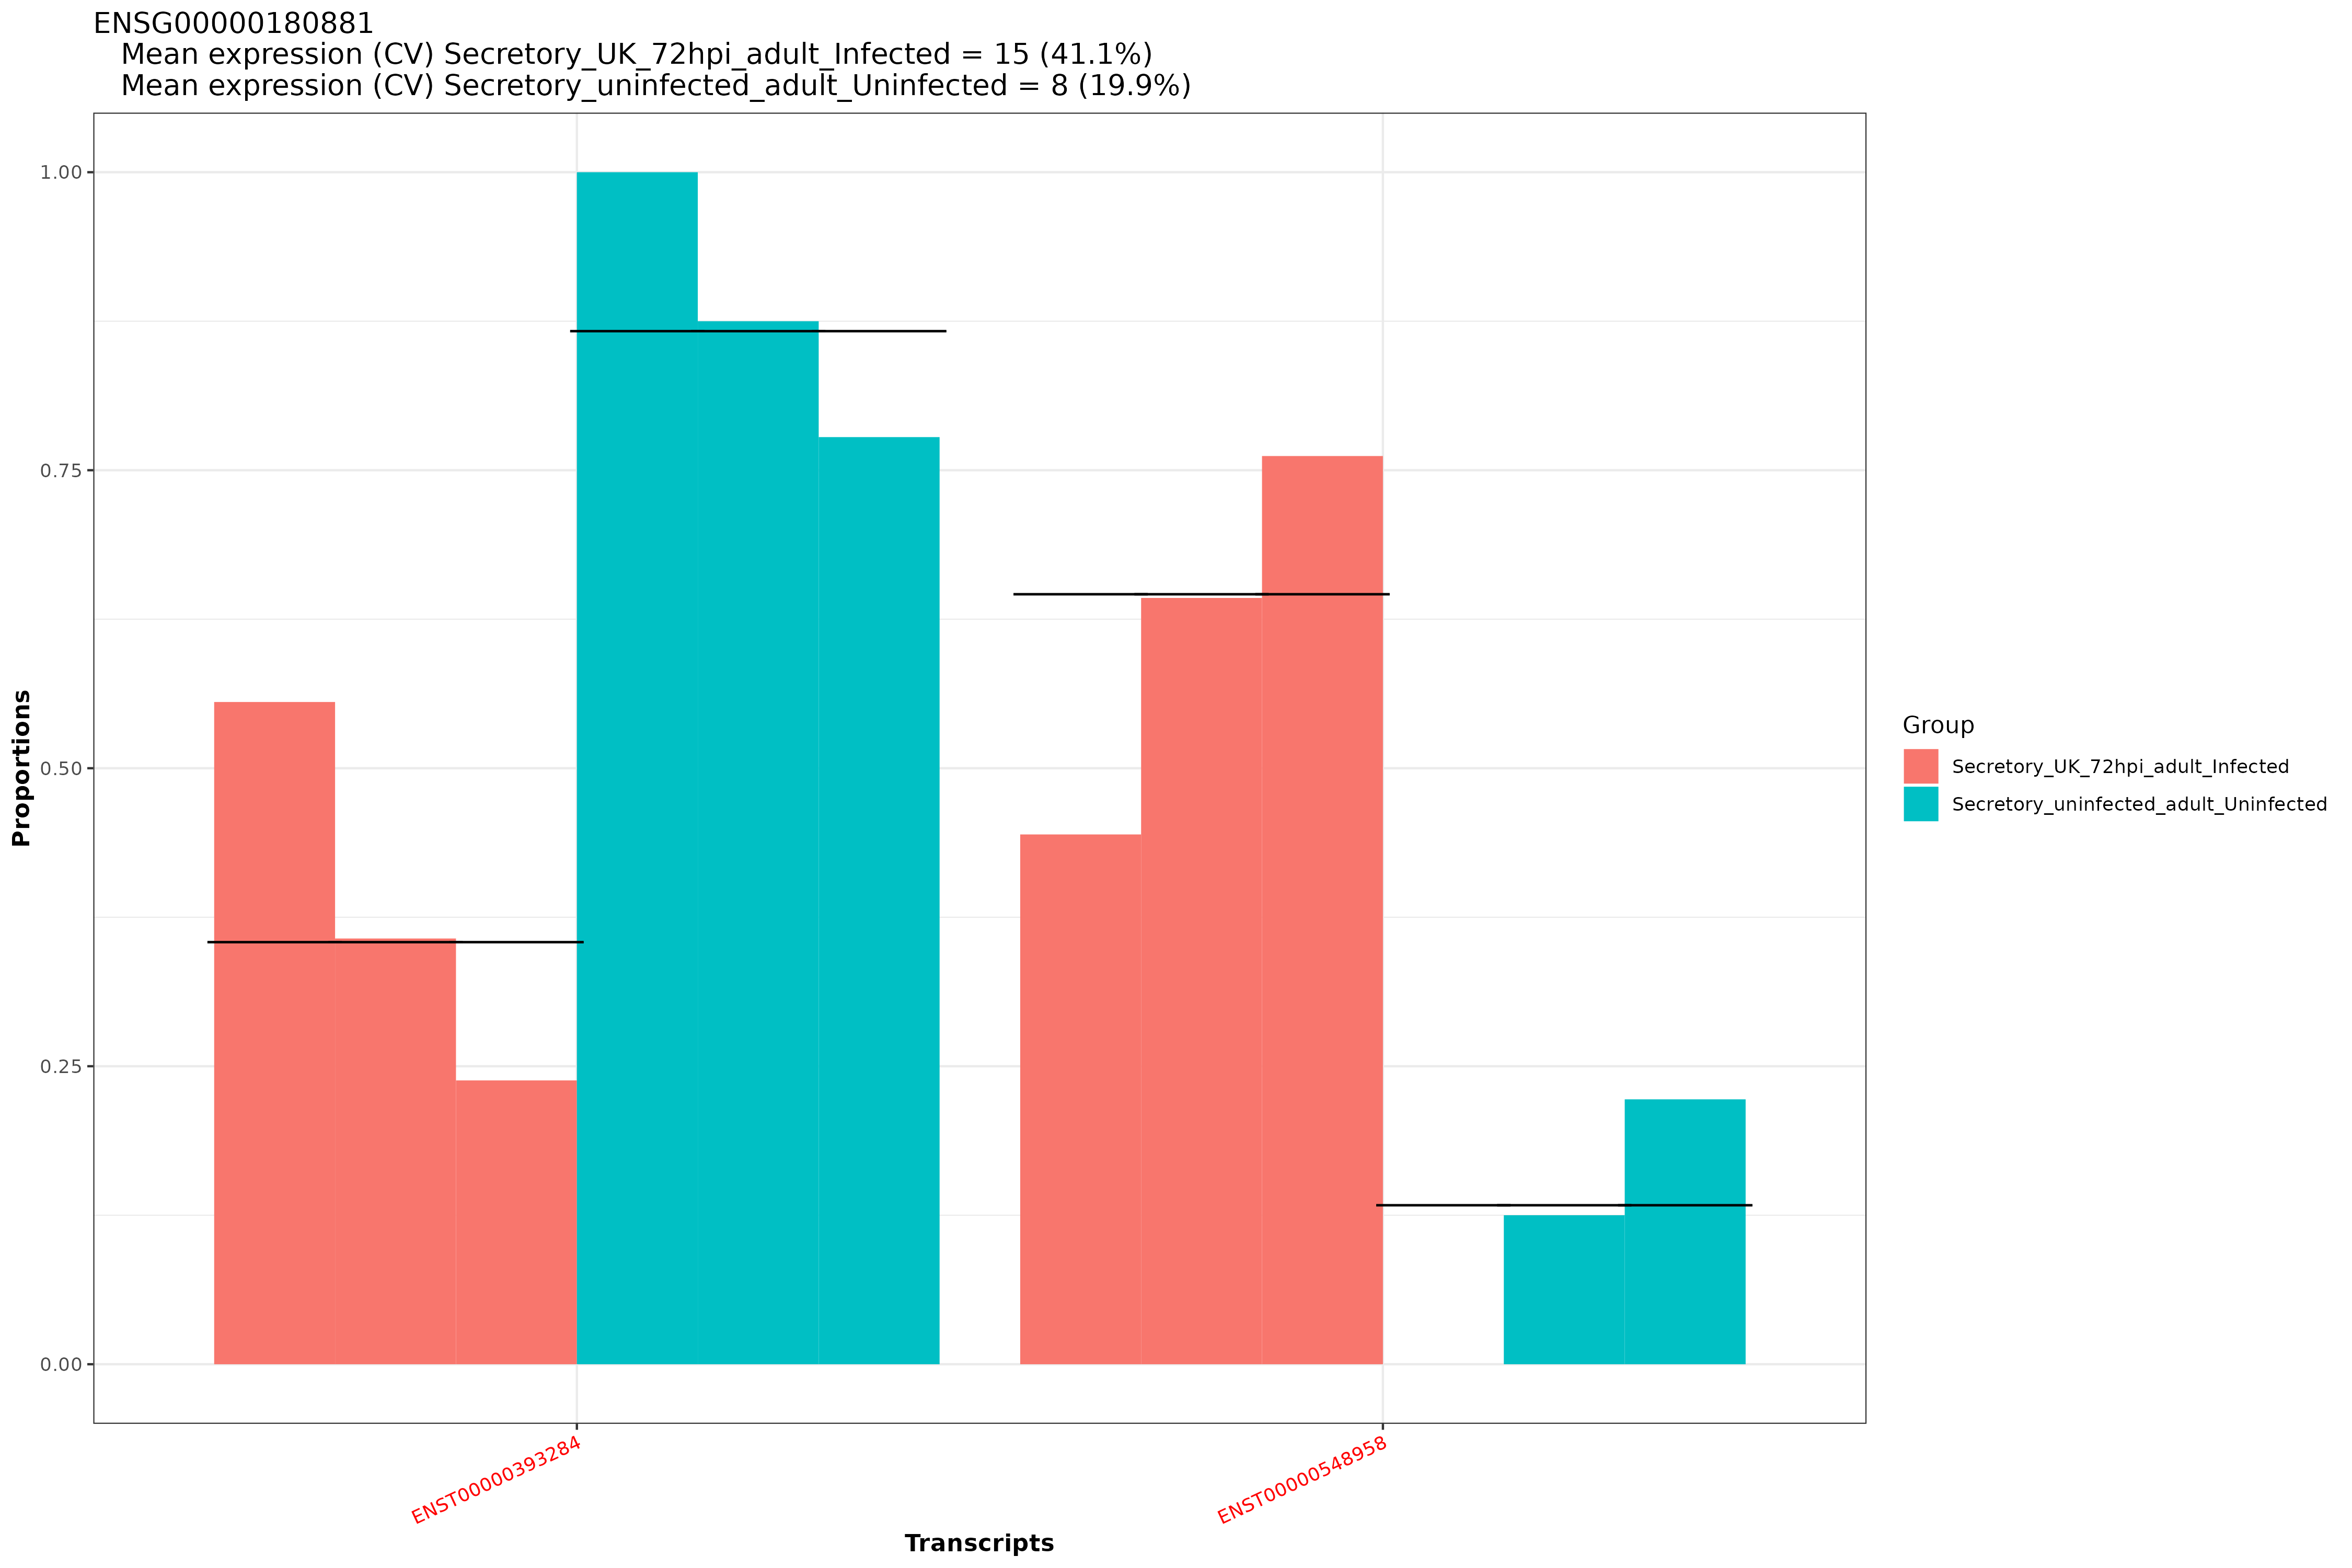 ENSG00000180881
Mean expression (CV) Secretory_UK_72hpi_adult_Infected = 15 (41.1%)
Mean expression (CV) Secretory_uninfected_adult_Uninfected = 8 (19.9%)
1.00
0.75
0.50
0.25
0.00
Proportions
ENST00000393284
ENST00000548958
Transcripts
Group
Secretory_UK_72hpi_adult_Infected
Secretory_uninfected_adult_Uninfected